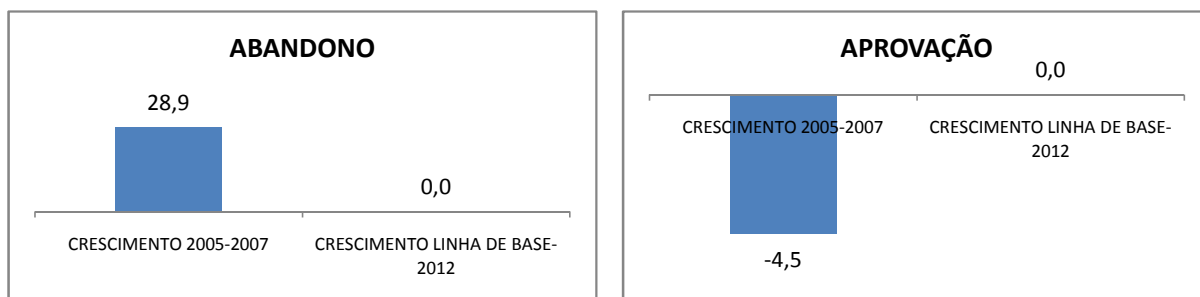 ABANDONO
28,9
0,0
CRESCIMENTO 2005-2007
CRESCIMENTO LINHA DE BASE-
2012
APROVAÇÃO
0,0
CRESCIMENTO 2005-2007
CRESCIMENTO LINHA DE BASE-
2012
-4,5